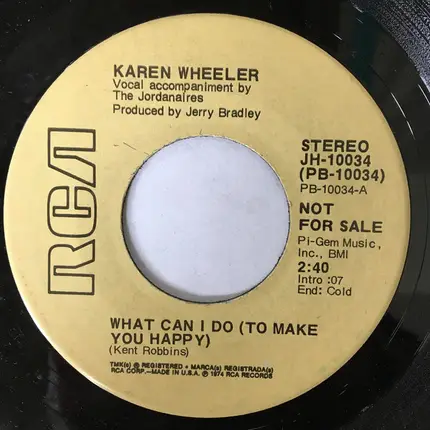 KAREN WHEELER
Vocal accompaniment by
The Jordanaires
Produced by Jerry Bradley
RCA
STEREO
JH-10034
(PB-10034)
PB-10034-A
NOT
FOR SALE
Pi-Gem Music,
Inc., BMI
2:40
Intro :07
End: Cold
WHAT CAN I DO (TO MAKE
YOU HAPPY)
(Kent Robbins)
TMK(s) ® REGISTERED • MARCA(s) REGISTRADA(s)
RCA CORP.—MADE IN U.S.A. ℗ 1974 RCA RECORDS